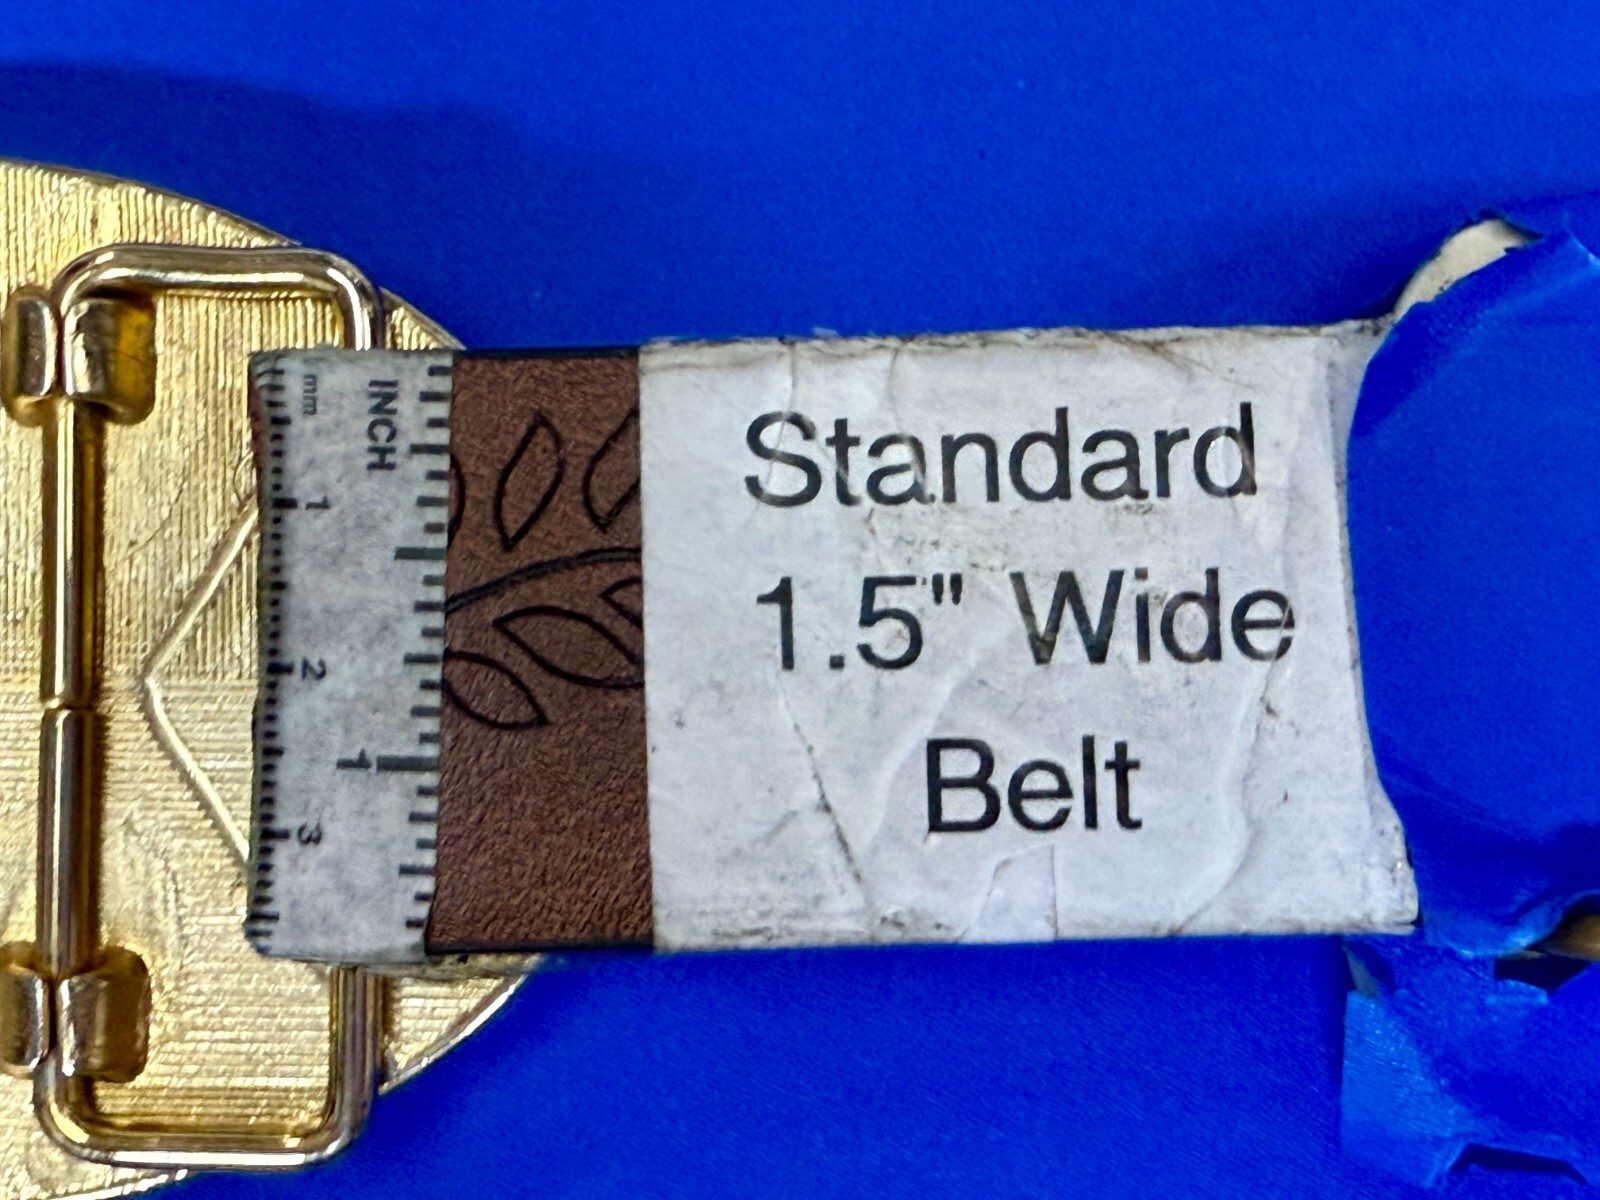 mm
INCH
1
2
1
3
Standard
1.5" Wide
Belt